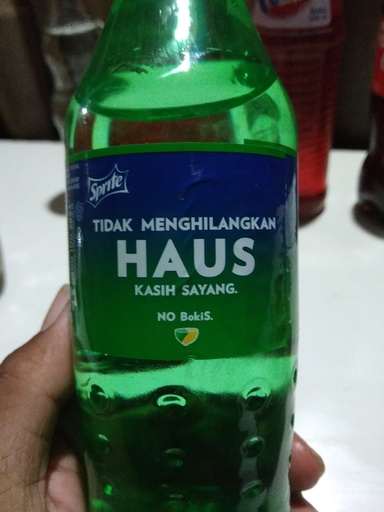 Sprite
TIDAK MENGHILANGKAN
HAUS
KASIH SAYANG.
NO BokiS.